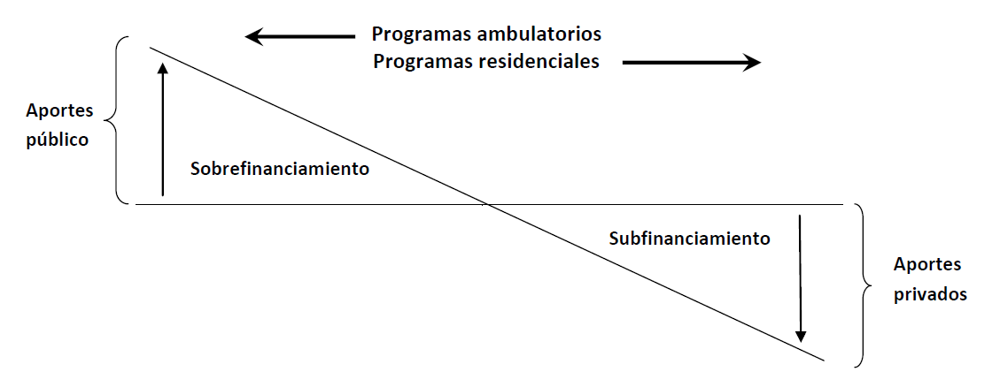 Programas ambulatorios
Programas residenciales
Aportes
público
Sobrefinanciamiento
Subfinanciamiento
Aportes
privados